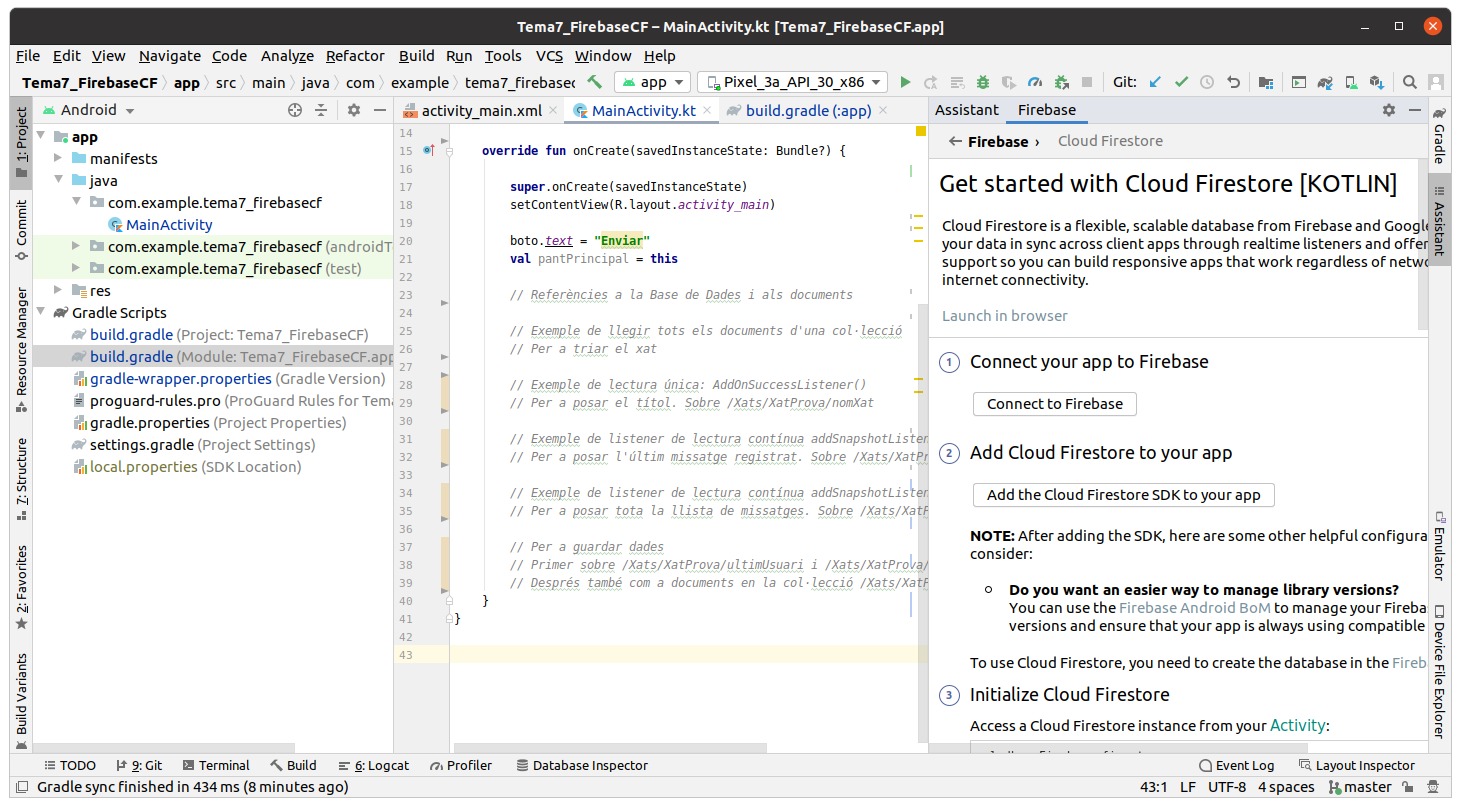 Tema7_FirebaseCF – MainActivity.kt [Tema7_FirebaseCF.app]
File Edit View Navigate Code Analyze Refactor Build Run Tools VCS Window Help
Tema7_FirebaseCF app src main java com example tema7_firebasec app Pixel_3a_API_30_x86 Git:
1: Project
Commit
Resource Manager
7: Structure
2: Favorites
Build Variants
Android
app
manifests
java
com.example.tema7_firebasecf
MainActivity
com.example.tema7_firebasecf (androidT
com.example.tema7_firebasecf (test)
res
Gradle Scripts
build.gradle (Project: Tema7_FirebaseCF)
build.gradle (Module: Tema7_FirebaseCF.app
gradle-wrapper.properties (Gradle Version)
proguard-rules.pro (ProGuard Rules for Tema
gradle.properties (Project Properties)
settings.gradle (Project Settings)
local.properties (SDK Location)
activity_main.xml MainActivity.kt build.gradle (:app)
14
15 override fun onCreate(savedInstanceState: Bundle?) {
16
17 super.onCreate(savedInstanceState)
18 setContentView(R.layout.activity_main)
19
20 boto.text = "Enviar"
21 val pantPrincipal = this
22
23 // Referències a la Base de Dades i als documents
24
25 // Exemple de llegir tots els documents d'una col·lecció
26 // Per a triar el xat
27
28 // Exemple de lectura única: AddOnSuccessListener()
29 // Per a posar el títol. Sobre /Xats/XatProva/nomXat
30
31 // Exemple de listener de lectura contínua addSnapshotListen
32 // Per a posar l'últim missatge registrat. Sobre /Xats/XatPr
33
34 // Exemple de listener de lectura contínua addSnapshotListen
35 // Per a posar tota la llista de missatges. Sobre /Xats/XatP
36
37 // Per a guardar dades
38 // Primer sobre /Xats/XatProva/ultimUsuari i /Xats/XatProva/
39 // Després també com a documents en la col·lecció /Xats/XatP
40 }
41 }
42
43
Assistant Firebase
Firebase › Cloud Firestore
Get started with Cloud Firestore [KOTLIN]
Cloud Firestore is a flexible, scalable database from Firebase and Google
your data in sync across client apps through realtime listeners and offer
support so you can build responsive apps that work regardless of netwo
internet connectivity.
Launch in browser
1 Connect your app to Firebase
Connect to Firebase
2 Add Cloud Firestore to your app
Add the Cloud Firestore SDK to your app
NOTE: After adding the SDK, here are some other helpful configura
consider:
Do you want an easier way to manage library versions?
You can use the Firebase Android BoM to manage your Fireba
versions and ensure that your app is always using compatible
To use Cloud Firestore, you need to create the database in the Fireb
3 Initialize Cloud Firestore
Access a Cloud Firestore instance from your Activity:
Gradle
Assistant
Emulator
Device File Explorer
TODO 9: Git Terminal Build 6: Logcat Profiler Database Inspector Event Log Layout Inspector
Gradle sync finished in 434 ms (8 minutes ago) 43:1 LF UTF-8 4 spaces master